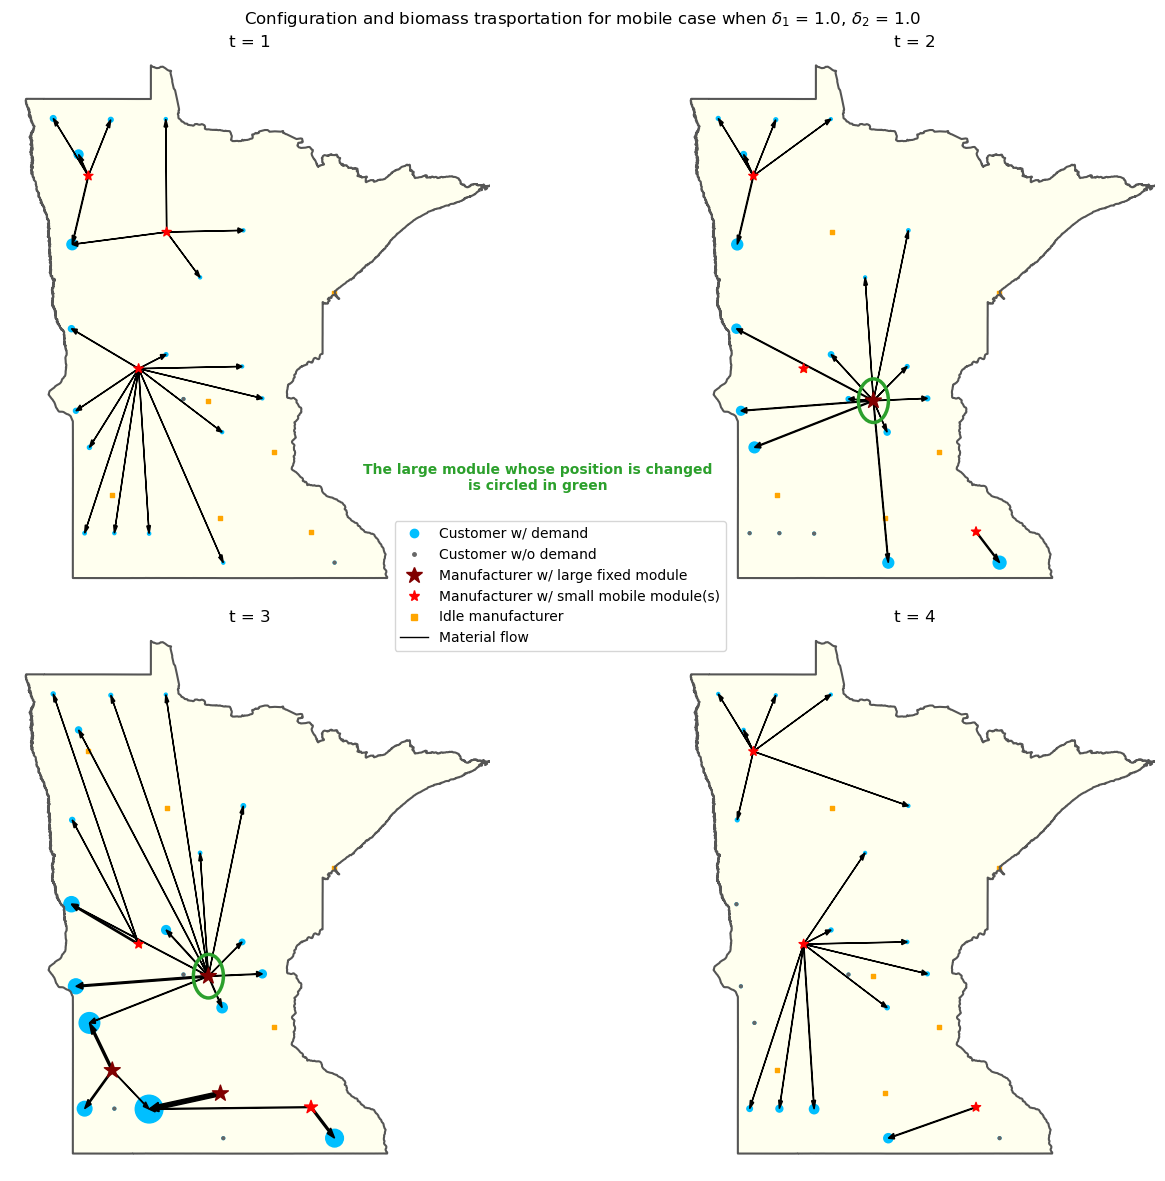 Configuration and biomass trasportation for mobile case when δ₁ = 1.0, δ₂ = 1.0
t = 1
t = 2
The large module whose position is changed
is circled in green
Customer w/ demand
Customer w/o demand
Manufacturer w/ large fixed module
Manufacturer w/ small mobile module(s)
Idle manufacturer
Material flow
t = 3
t = 4